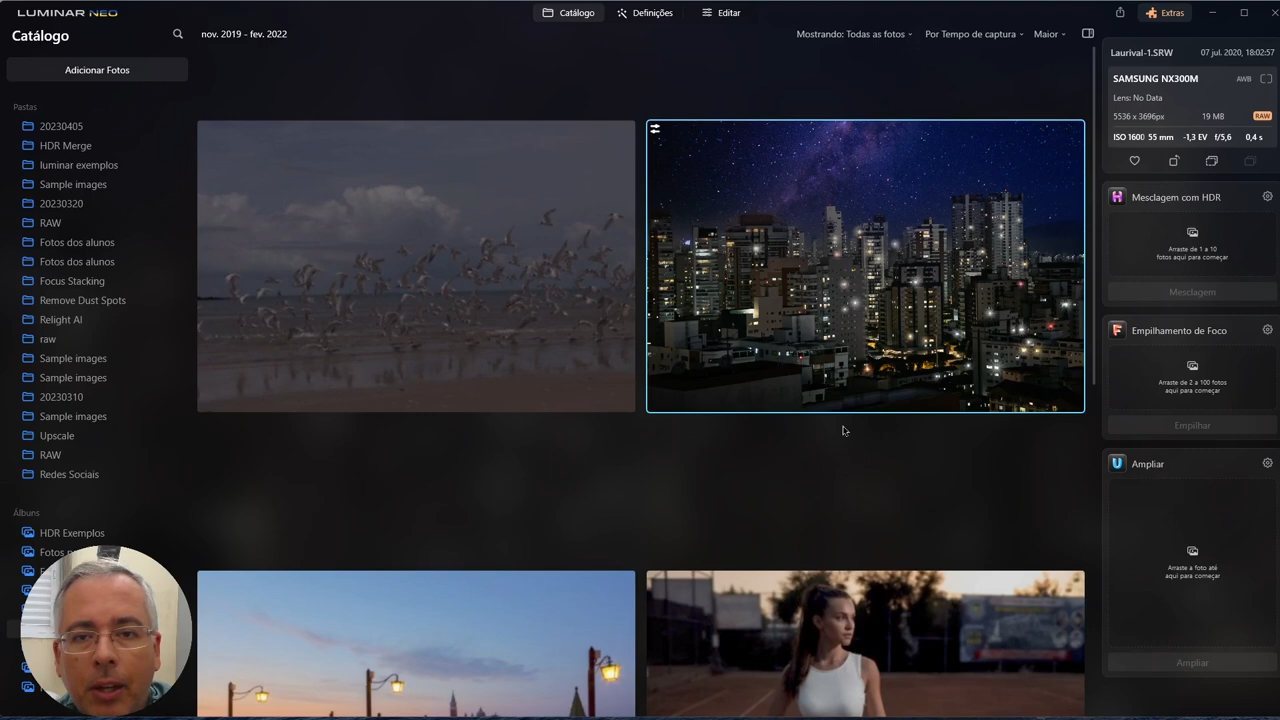 LUMINAR NEO
Catálogo
Definições
Editar
Extras
Catálogo
nov. 2019 - fev. 2022
Mostrando: Todas as fotos
Por Tempo de captura
Maior
Adicionar Fotos
Pastas
20230405
HDR Merge
luminar exemplos
Sample images
20230320
RAW
Fotos dos alunos
Fotos dos alunos
Focus Stacking
Remove Dust Spots
Relight AI
raw
Sample images
Sample images
20230310
Sample images
Upscale
RAW
Redes Sociais
Álbuns
HDR Exemplos
Fotos
Laurival-1.SRW
07 jul. 2020, 18:02:57
SAMSUNG NX300M
AWB
Lens: No Data
5536 x 3696px
19 MB
RAW
ISO 1600
55 mm
-1,3 EV
f/5,6
0,4 s
Mesclagem com HDR
Arraste de 1 a 10
fotos aqui para começar
Mesclagem
Empilhamento de Foco
Arraste de 2 a 100 fotos
aqui para começar
Empilhar
Ampliar
Arraste a foto até
aqui para começar
Ampliar